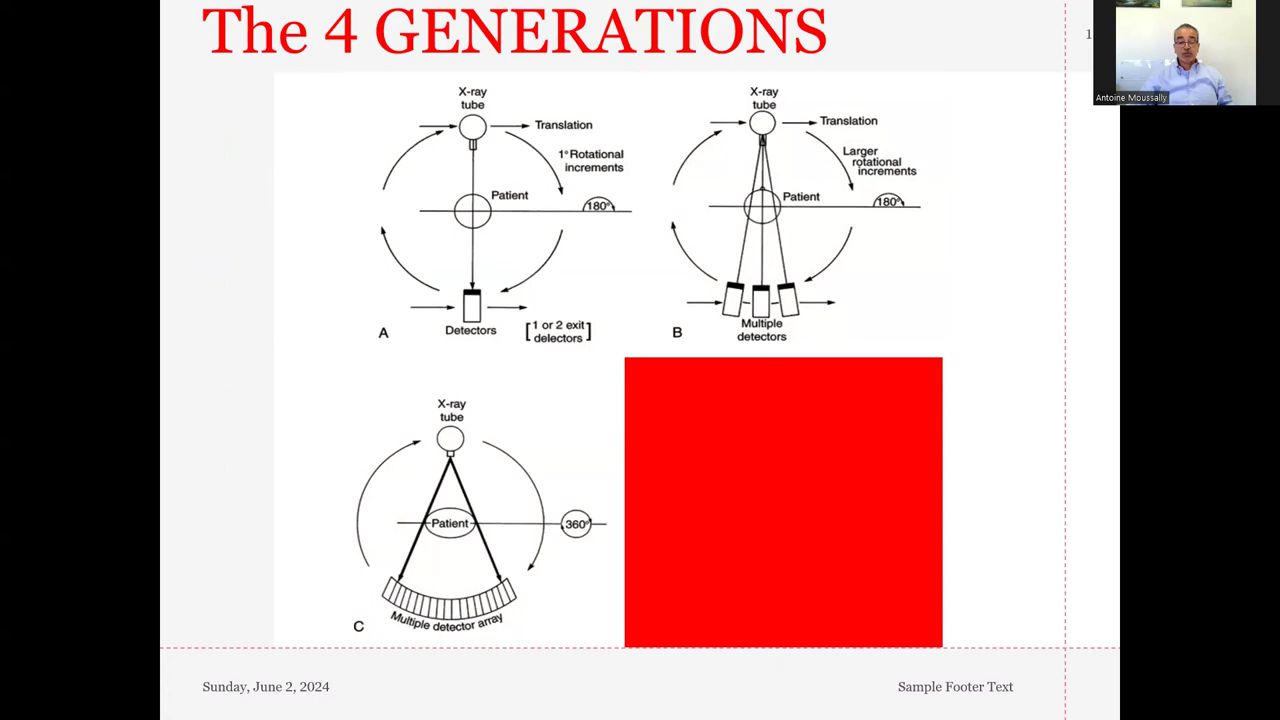 The 4 GENERATIONS
1
Antoine Moussally
X-ray
tube
Translation
1° Rotational
increments
Patient
180°
Detectors
[1 or 2 exit
delectors]
A
X-ray
tube
Translation
Larger
rotational
increments
Patient
180°
Multiple
detectors
B
X-ray
tube
Patient
360°
Multiple detector array
C
Sunday, June 2, 2024
Sample Footer Text